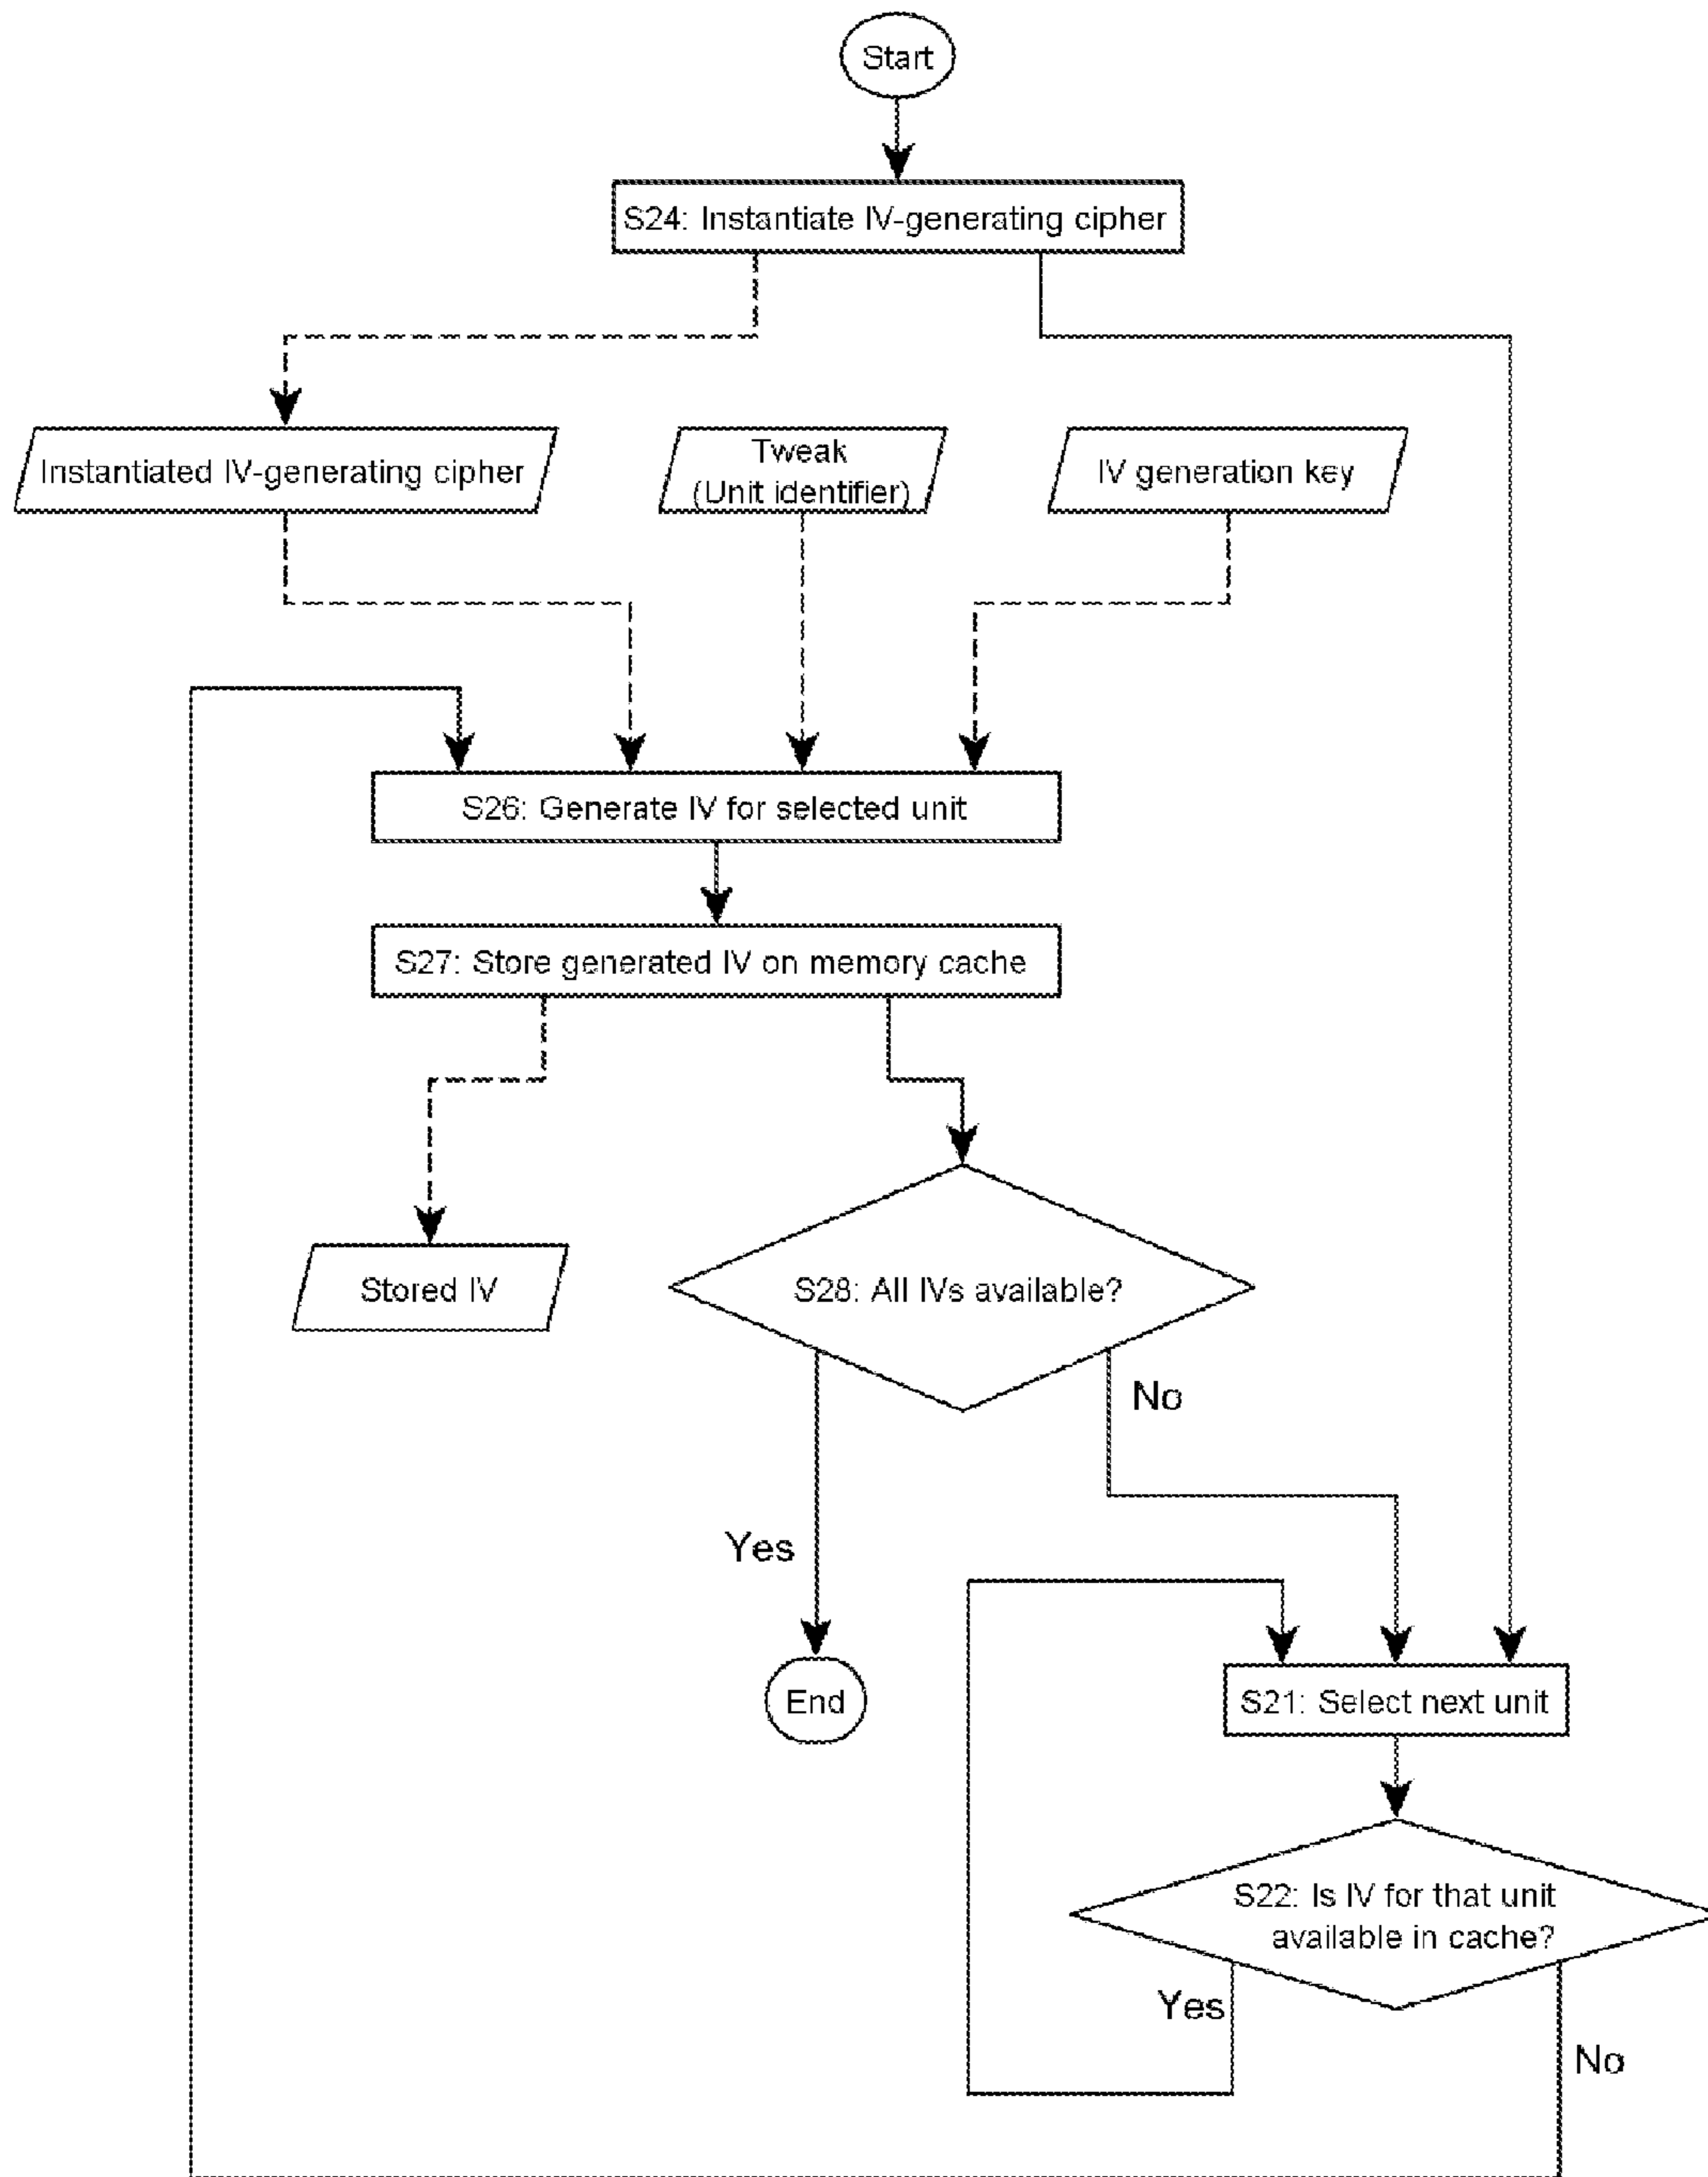 Start
S24: Instantiate IV-generating cipher
Instantiated IV-generating cipher
Tweak
(Unit identifier)
IV generation key
S26: Generate IV for selected unit
S27: Store generated IV on memory cache
Stored IV
S28: All IVs available?
No
Yes
End
S21: Select next unit
S22: Is IV for that unit
available in cache?
Yes
No